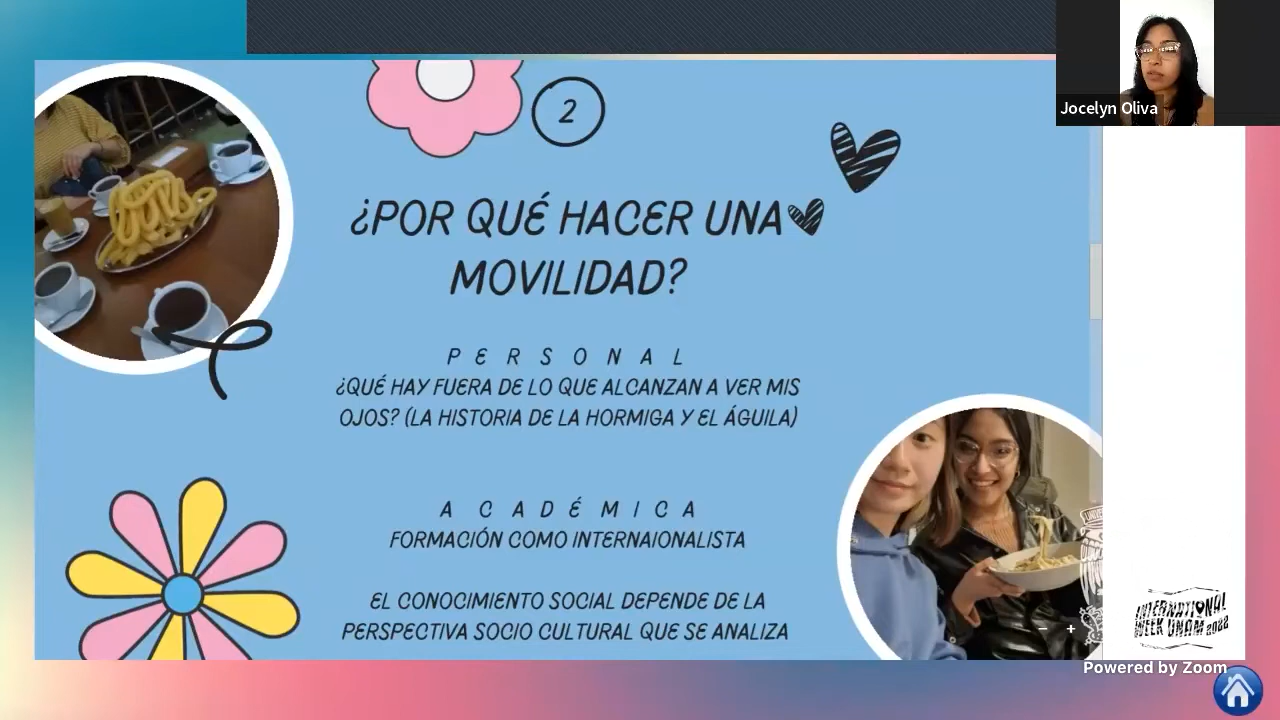 Jocelyn Oliva
2
¿POR QUÉ HACER UNA
MOVILIDAD?
PERSONAL
¿QUÉ HAY FUERA DE LO QUE ALCANZAN A VER MIS
OJOS? (LA HISTORIA DE LA HORMIGA Y EL ÁGUILA)
ACADÉMICA
FORMACIÓN COMO INTERNAIONALISTA
EL CONOCIMIENTO SOCIAL DEPENDE DE LA
PERSPECTIVA SOCIO CULTURAL QUE SE ANALIZA
INTERNATIONAL
WEEK UNAM 2022
Powered by Zoom